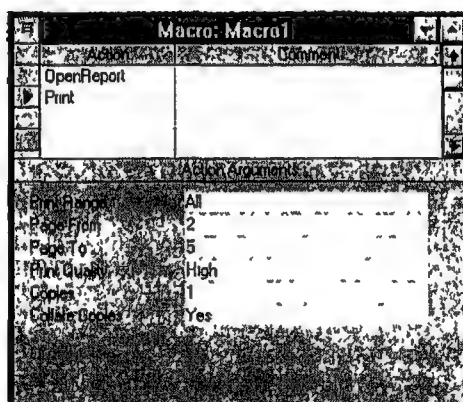 Macro: Macro1
Action Comment
OpenReport
Print
Action Arguments
Print Range All
Page From 2
Page To 5
Print Quality High
Copies 1
Collate Copies Yes